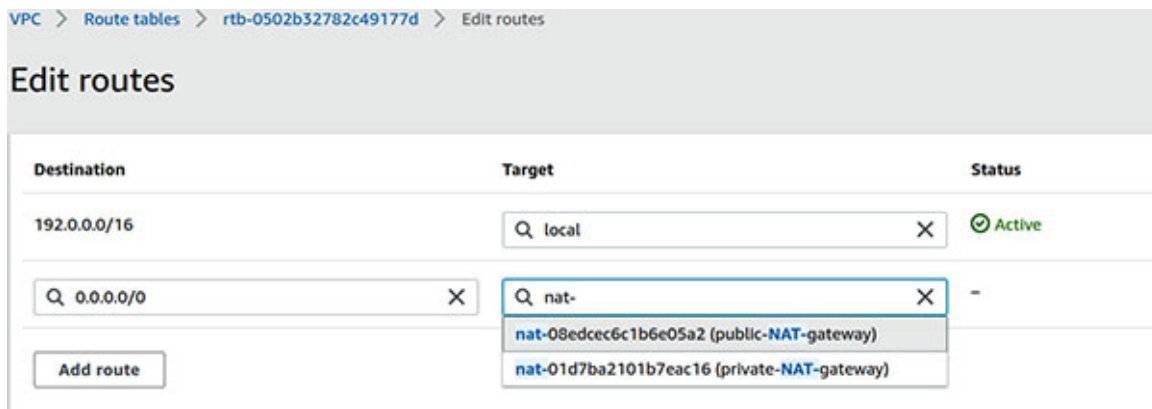 VPC > Route tables > rtb-0502b32782c49177d > Edit routes
Edit routes
Destination Target Status
192.0.0.0/16 local Active
0.0.0.0/0 nat- –
nat-08edcec6c1b6e05a2 (public-NAT-gateway)
nat-01d7ba2101b7eac16 (private-NAT-gateway)
Add route